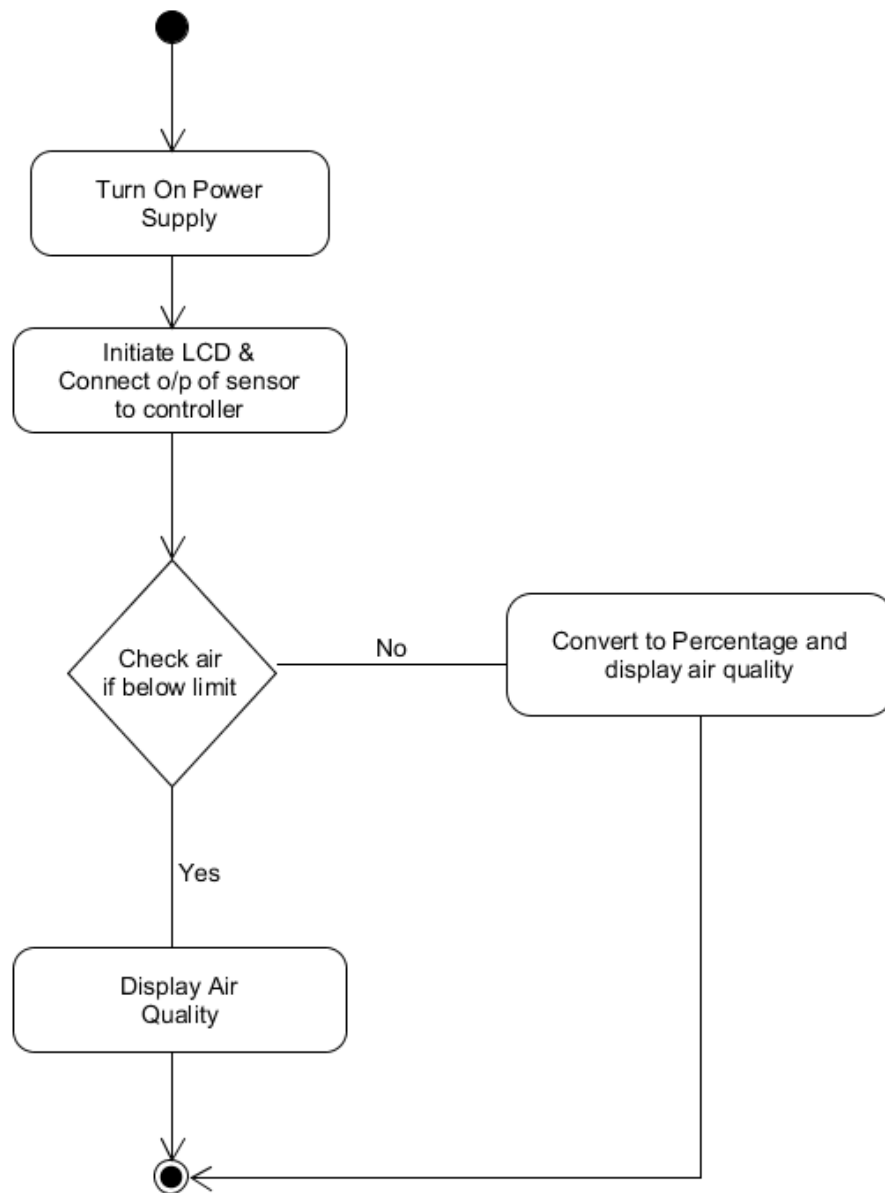 Turn On Power
Supply
Initiate LCD &
Connect o/p of sensor
to controller
Check air
if below limit
No
Convert to Percentage and
display air quality
Yes
Display Air
Quality